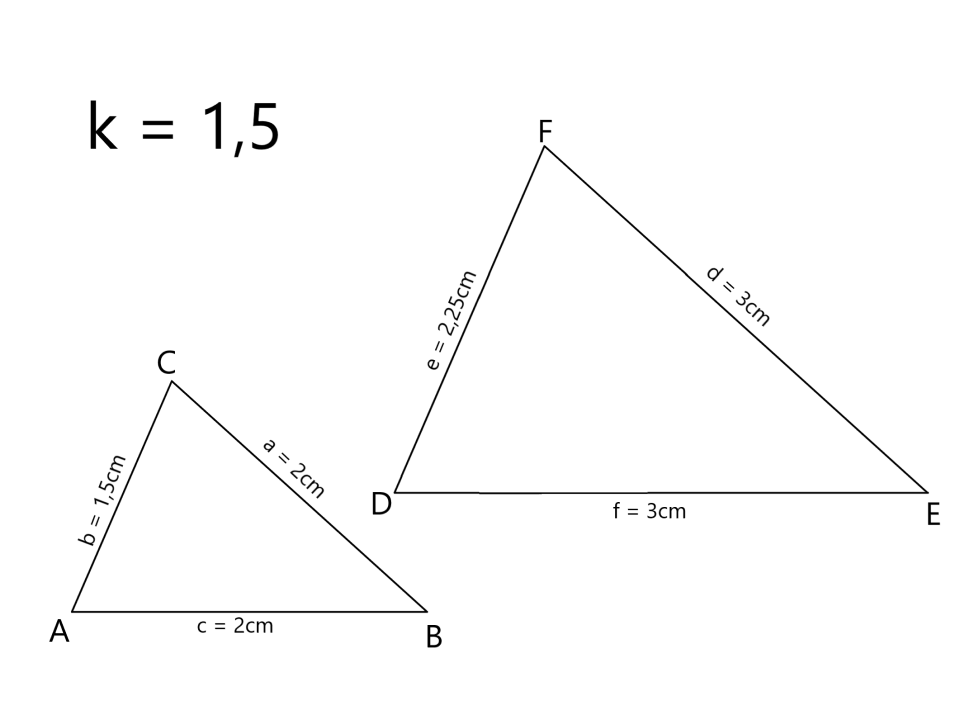 k = 1,5
F
e = 2,25cm
d = 3cm
C
b = 1,5cm
a = 2cm
D
f = 3cm
E
A
c = 2cm
B